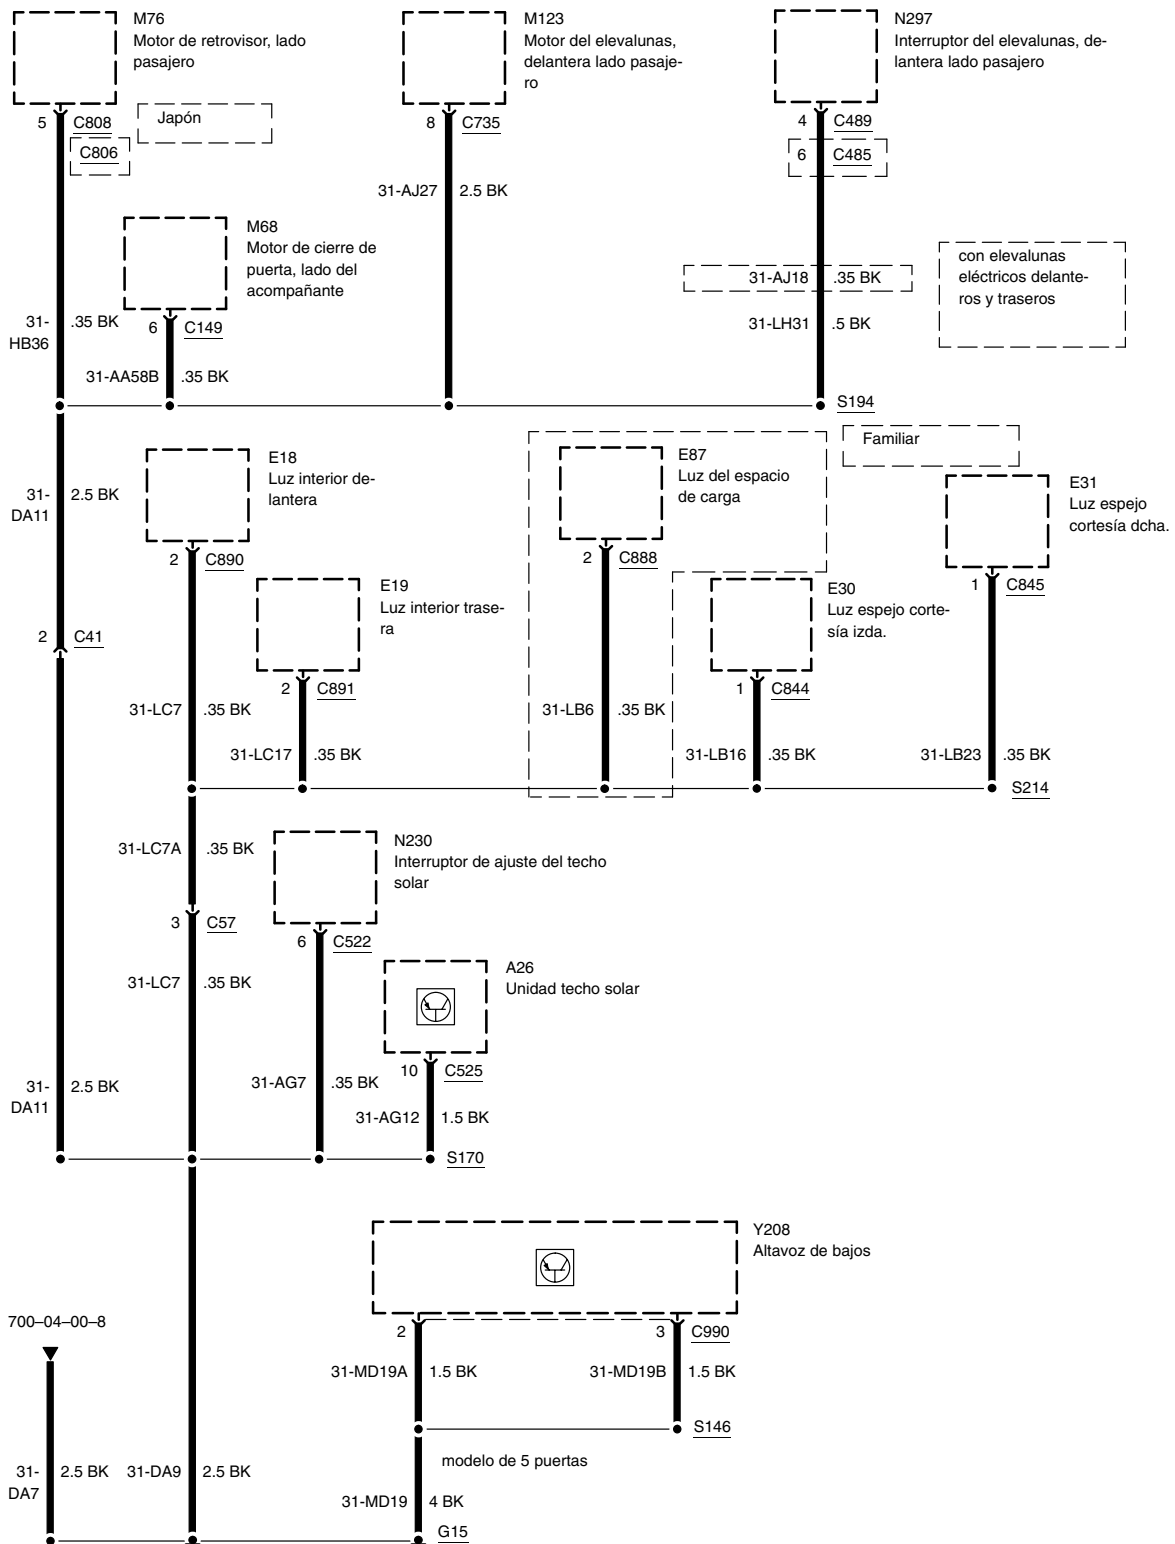 M76
Motor de retrovisor, lado
pasajero
M123
Motor del elevalunas,
delantera lado pasaje-
ro
N297
Interruptor del elevalunas, de-
lantera lado pasajero
5
C808
C806
Japón
8
C735
4
C489
6
C485
31-AJ27
2.5 BK
M68
Motor de cierre de
puerta, lado del
acompañante
con elevalunas
eléctricos delante-
ros y traseros
31-AJ18
.35 BK
31-LH31
.5 BK
31-
HB36
.35 BK
6
C149
31-AA58B
.35 BK
S194
Familiar
E18
Luz interior de-
lantera
E87
Luz del espacio
de carga
E31
Luz espejo
cortesía dcha.
31-
DA11
2.5 BK
2
C890
2
C888
E19
Luz interior trase-
ra
E30
Luz espejo corte-
sía izda.
1
C845
2
C41
2
C891
1
C844
31-LC7
.35 BK
31-LB6
.35 BK
31-LC17
.35 BK
31-LB16
.35 BK
31-LB23
.35 BK
S214
31-LC7A
.35 BK
N230
Interruptor de ajuste del techo
solar
3
C57
6
C522
31-LC7
.35 BK
A26
Unidad techo solar
10
C525
31-
DA11
2.5 BK
31-AG7
.35 BK
31-AG12
1.5 BK
S170
Y208
Altavoz de bajos
700–04–00–8
2
3
C990
31-MD19A
1.5 BK
31-MD19B
1.5 BK
S146
modelo de 5 puertas
31-
DA7
2.5 BK
31-DA9
2.5 BK
31-MD19
4 BK
G15